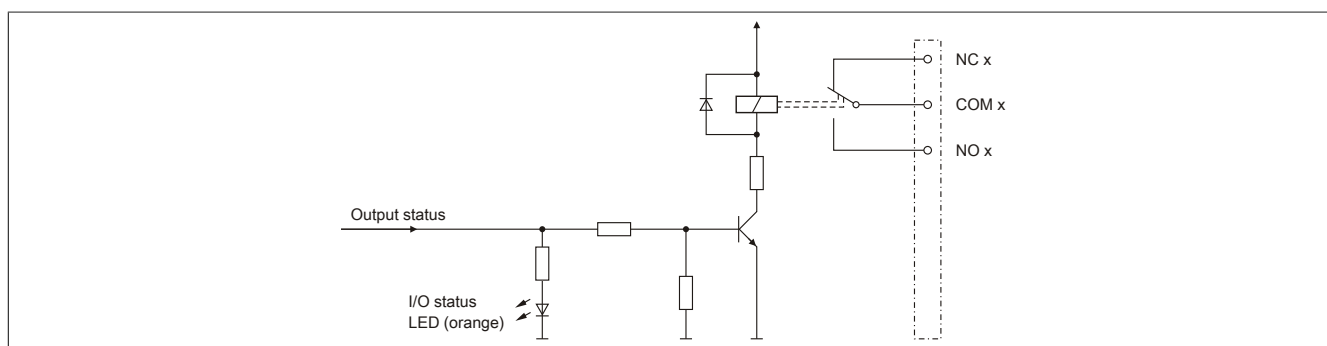 NC x
COM x
NO x
Output status
I/O status
LED (orange)